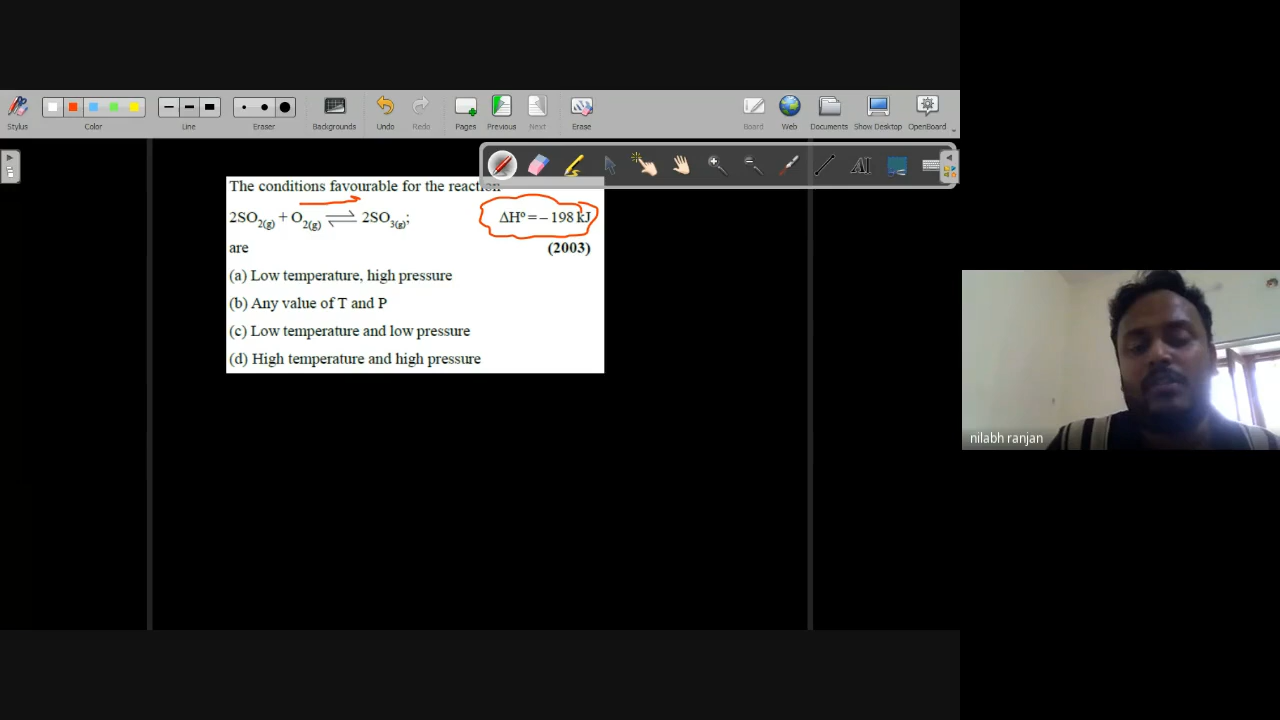 Stylus
Color
Line
Eraser
Backgrounds
Undo
Redo
Pages
Previous
Next
Erase
Board
Web
Documents
Show Desktop
OpenBoard
AI
The conditions favourable for the reaction
2SO2(g) + O2(g) ⇌ 2SO3(g); ΔHº = – 198 kJ
are (2003)
(a) Low temperature, high pressure
(b) Any value of T and P
(c) Low temperature and low pressure
(d) High temperature and high pressure
nilabh ranjan